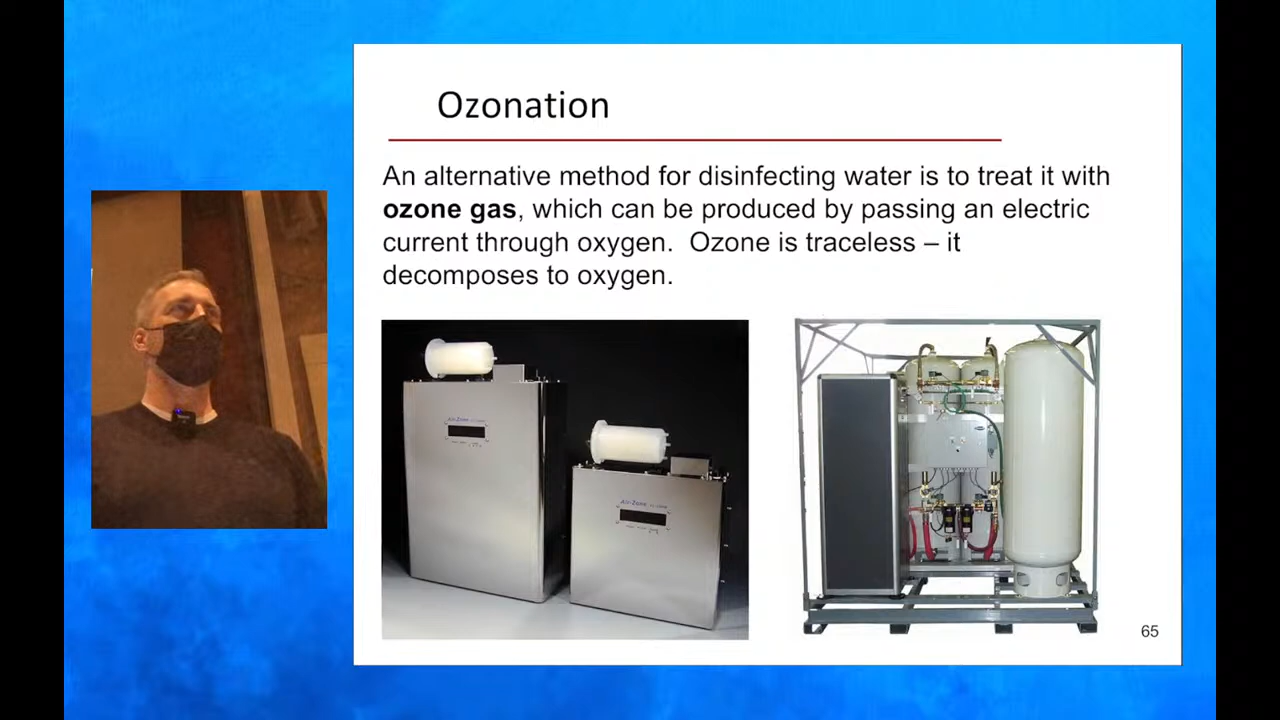 Ozonation
An alternative method for disinfecting water is to treat it with
ozone gas, which can be produced by passing an electric
current through oxygen.  Ozone is traceless – it
decomposes to oxygen.
65